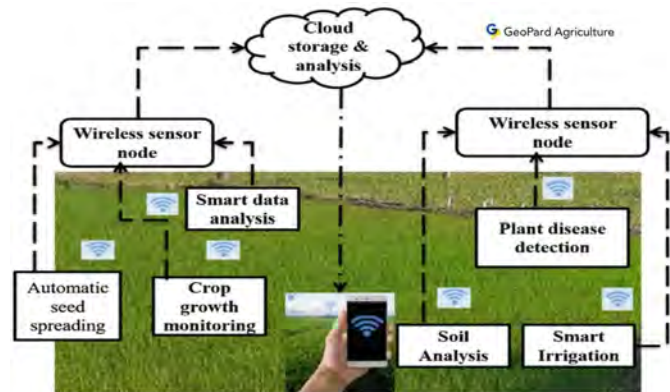 Cloud
storage &
analysis
GeoPard Agriculture
Wireless sensor
node
Wireless sensor
node
Smart data
analysis
Plant disease
detection
Automatic
seed
spreading
Crop
growth
monitoring
Soil
Analysis
Smart
Irrigation